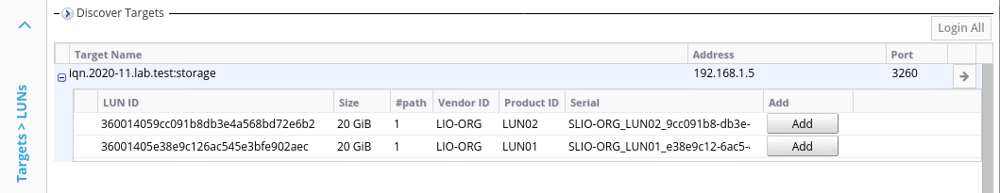 Discover Targets
Login All
Targets > LUNs
Target Name Address Port
iqn.2020-11.lab.test:storage 192.168.1.5 3260
LUN ID Size #path Vendor ID Product ID Serial Add
360014059cc091b8db3e4a568bd72e6b2 20 GiB 1 LIO-ORG LUN02 SLIO-ORG_LUN02_9cc091b8-db3e- Add
36001405e38e9c126ac545e3bfe902aec 20 GiB 1 LIO-ORG LUN01 SLIO-ORG_LUN01_e38e9c12-6ac5- Add